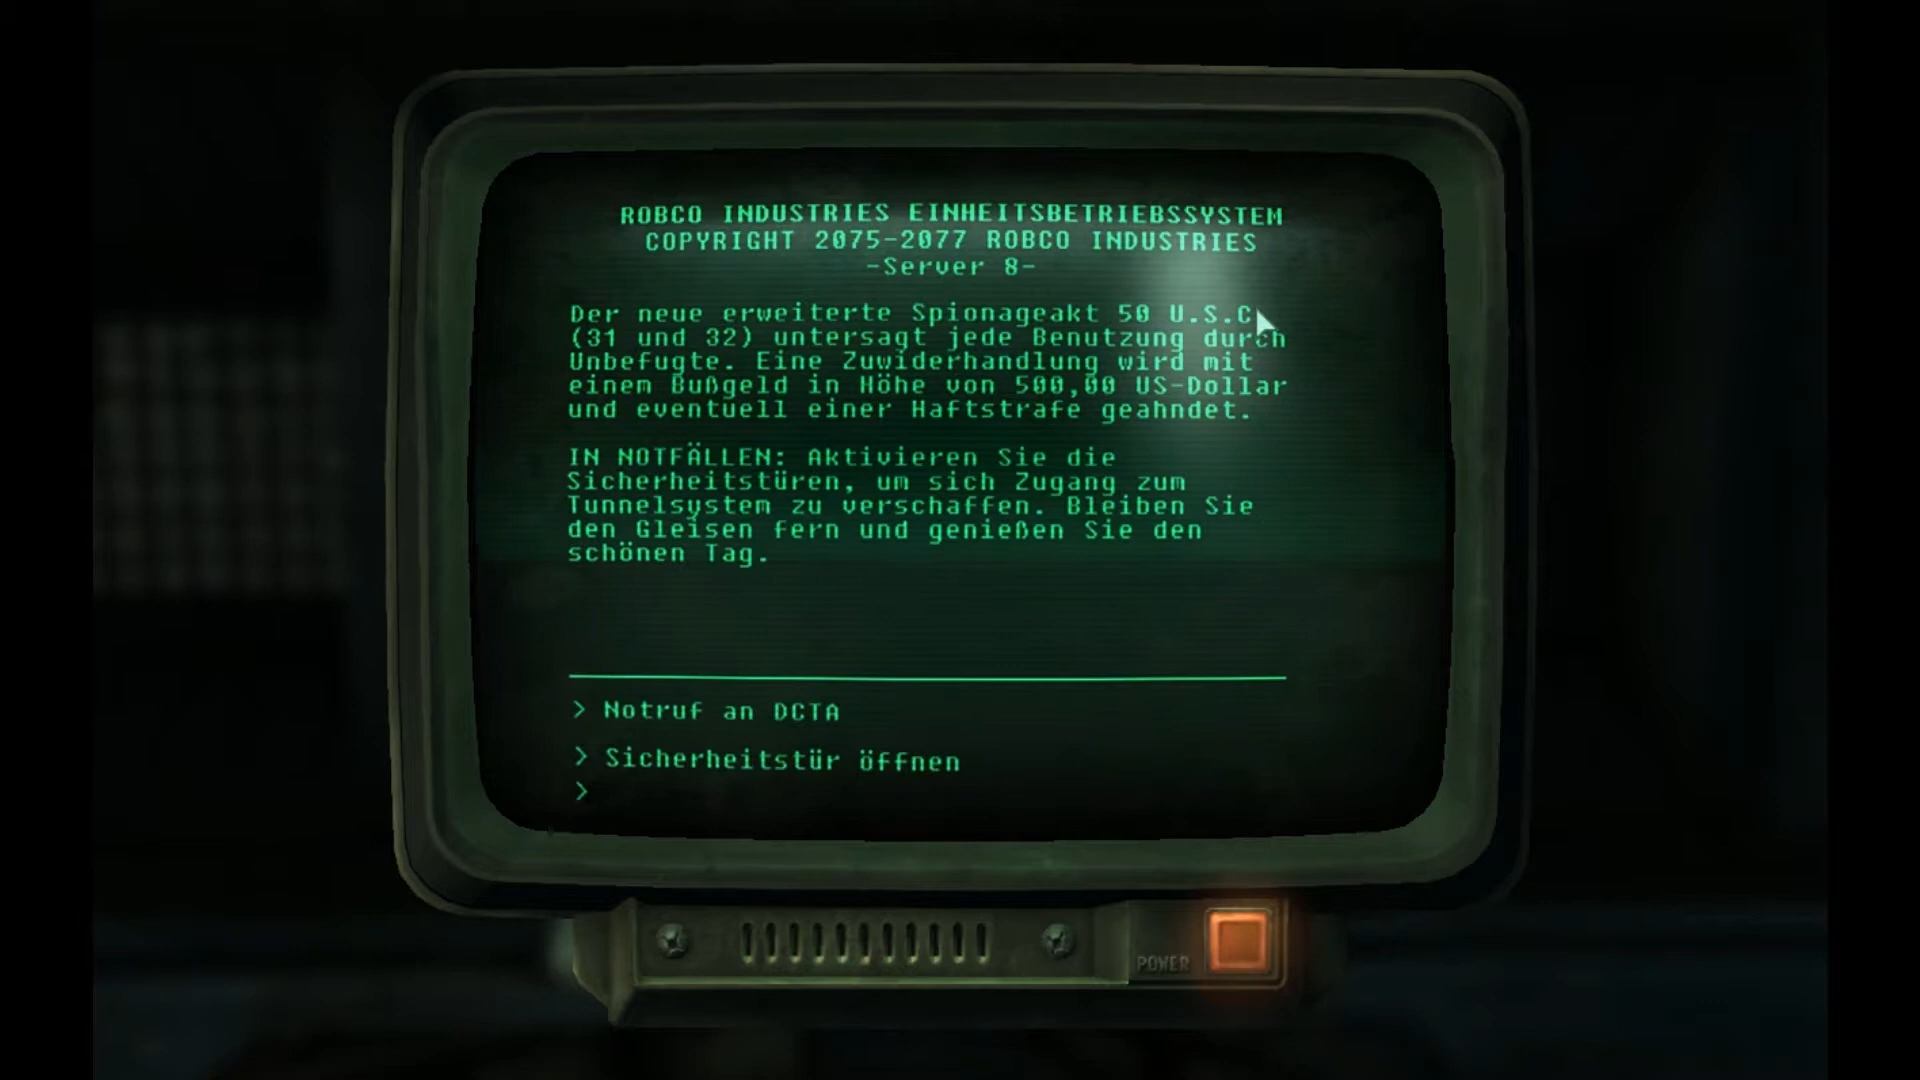 ROBCO INDUSTRIES EINHEITSBETRIEBSSYSTEM
COPYRIGHT 2075-2077 ROBCO INDUSTRIES
-Server 8-
Der neue erweiterte Spionageakt 50 U.S.C
(31 und 32) untersagt jede Benutzung durch
Unbefugte. Eine Zuwiderhandlung wird mit
einem Bußgeld in Höhe von 500,00 US-Dollar
und eventuell einer Haftstrafe geahndet.
IN NOTFÄLLEN: Aktivieren Sie die
Sicherheitstüren, um sich Zugang zum
Tunnelsystem zu verschaffen. Bleiben Sie
den Gleisen fern und genießen Sie den
schönen Tag.
> Notruf an DCTA
> Sicherheitstür öffnen
>
POWER